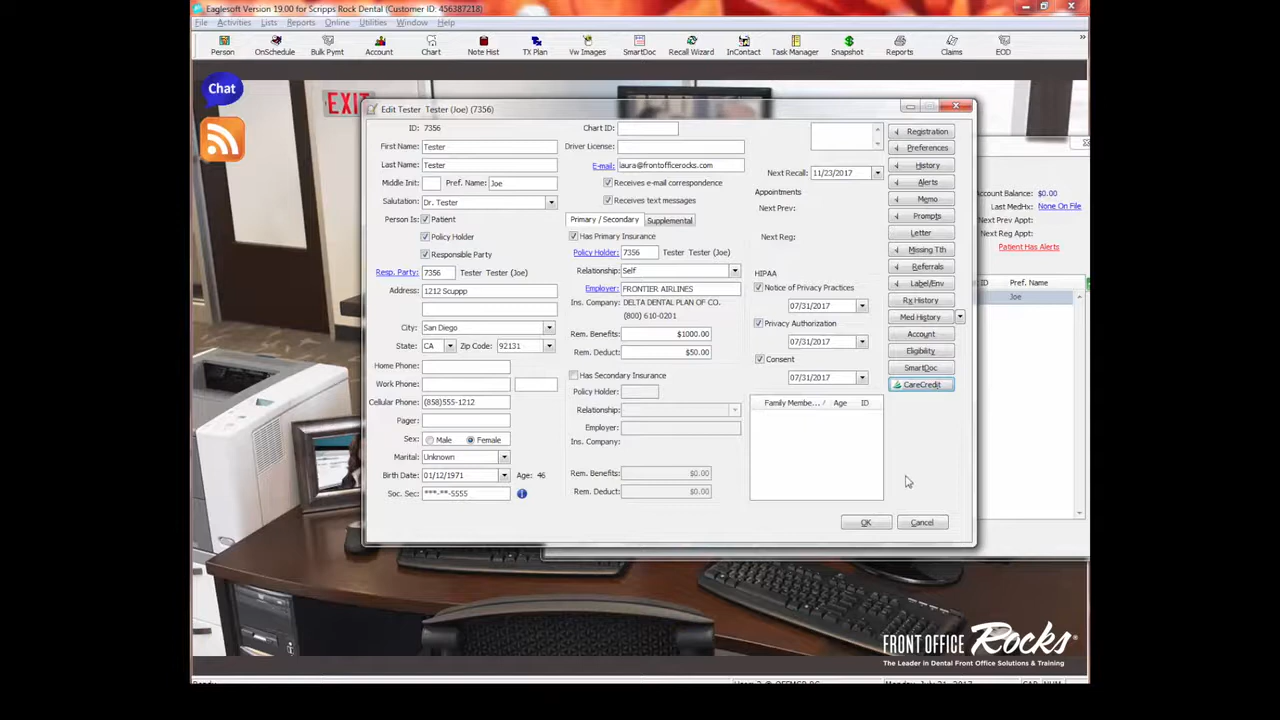 Eaglesoft Version 19.00 for Scripps Rock Dental (Customer ID: 456387218)
File Activities Lists Reports Online Utilities Window Help
Person OnSchedule Bulk Pymt Account Chart Note Hist TX Plan Vw Images SmartDoc Recall Wizard InContact Task Manager Snapshot Reports Claims EOD
Chat
EXIT
Edit Tester Tester (Joe) (7356)
ID: 7356
First Name: Tester
Last Name: Tester
Middle Init: Pref. Name: Joe
Salutation: Dr. Tester
Person Is: Patient
Policy Holder
Responsible Party
Resp. Party: 7356 Tester Tester (Joe)
Address: 1212 Scuppp
City: San Diego
State: CA Zip Code: 92131
Home Phone:
Work Phone:
Cellular Phone: (858)555-1212
Pager:
Sex: Male Female
Marital: Unknown
Birth Date: 01/12/1971 Age: 46
Soc. Sec: ***-**-5555
Chart ID:
Driver License:
E-mail: laura@frontofficerocks.com
Receives e-mail correspondence
Receives text messages
Primary / Secondary Supplemental
Has Primary Insurance
Policy Holder: 7356 Tester Tester (Joe)
Relationship: Self
Employer: FRONTIER AIRLINES
Ins. Company: DELTA DENTAL PLAN OF CO.
(800) 610-0201
Rem. Benefits: $1000.00
Rem. Deduct: $50.00
Has Secondary Insurance
Policy Holder:
Relationship:
Employer:
Ins. Company:
Rem. Benefits: $0.00
Rem. Deduct: $0.00
Next Recall: 11/23/2017
Appointments
Next Prev:
Next Reg:
HIPAA
Notice of Privacy Practices
07/31/2017
Privacy Authorization
07/31/2017
Consent
07/31/2017
Family Membe... / Age ID
Registration
Preferences
History
Alerts
Memo
Prompts
Letter
Missing Tth
Referrals
Label/Env
Rx History
Med History
Account
Eligibility
SmartDoc
CareCredit
OK Cancel
Account Balance: $0.00
Last MedHx: None On File
Next Prev Appt:
Next Reg Appt:
Patient Has Alerts
ID Pref. Name
Joe
FRONT OFFICE Rocks®
The Leader in Dental Front Office Solutions & Training